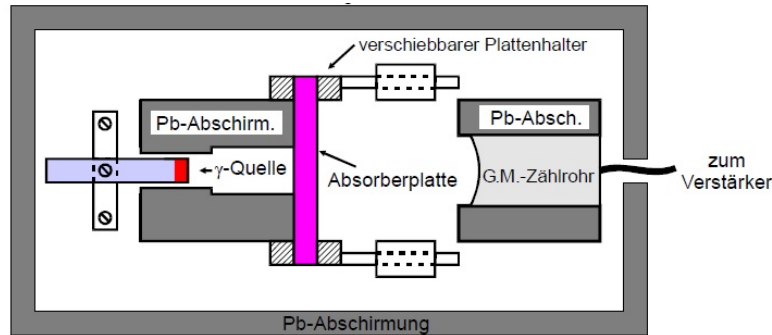 verschiebbarer Plattenhalter
Pb-Abschirm.
Pb-Absch.
γ-Quelle
Absorberplatte
G.M.-Zählrohr
zum
Verstärker
Pb-Abschirmung